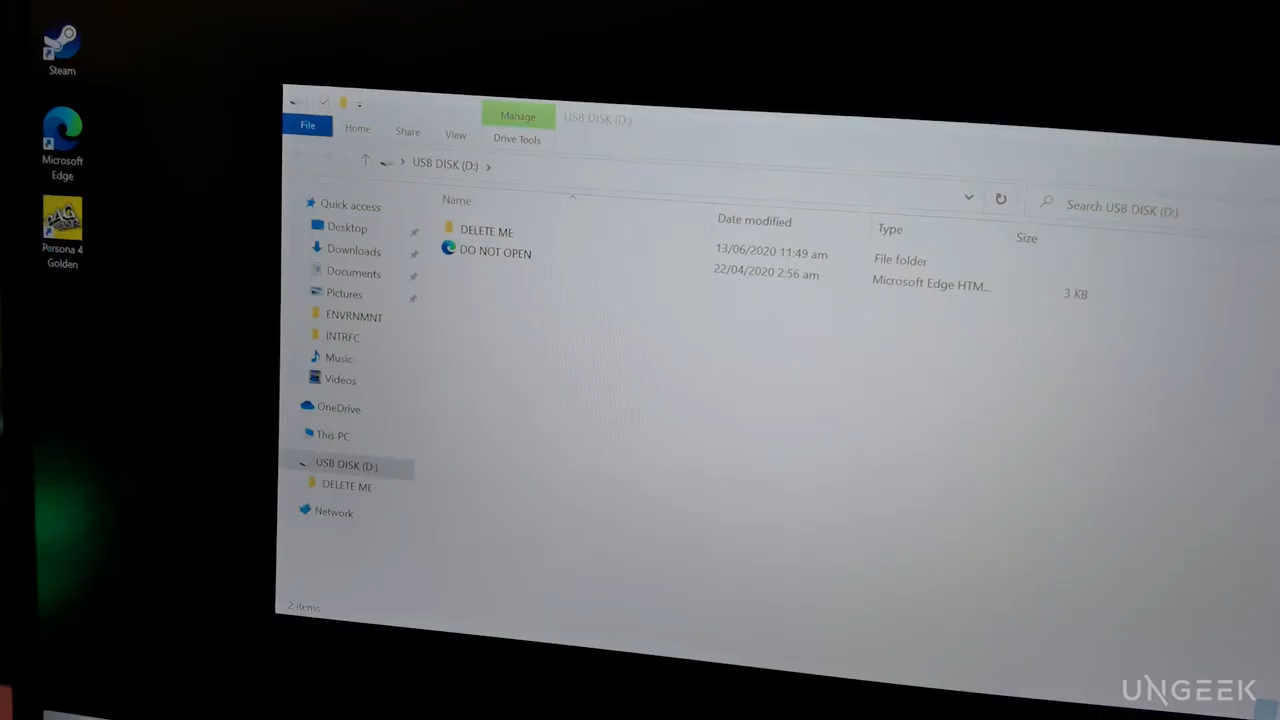 Steam
Microsoft
Edge
P4G
Persona 4
Golden
Manage
USB DISK (D:)
File
Home
Share
View
Drive Tools
USB DISK (D:)
Search USB DISK (D:)
Name
Date modified
Type
Size
DELETE ME
13/06/2020 11:49 am
File folder
DO NOT OPEN
22/04/2020 2:56 am
Microsoft Edge HTM...
3 KB
Quick access
Desktop
Downloads
Documents
Pictures
ENVRNMNT
INTRFC
Music
Videos
OneDrive
This PC
USB DISK (D:)
DELETE ME
Network
2 items
UNGEEK